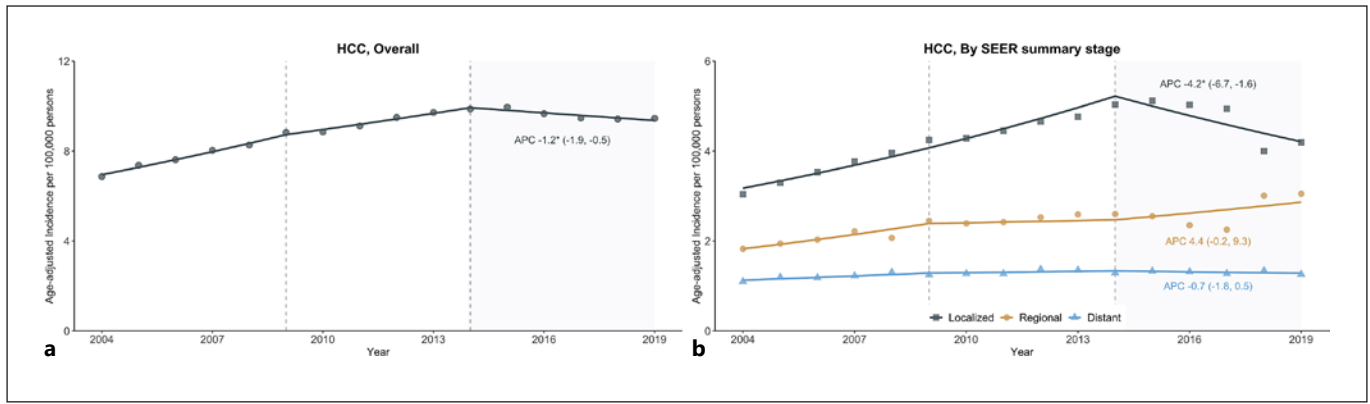 HCC, Overall
Age-adjusted Incidence per 100,000 persons
12
8
4
0
APC -1.2* (-1.9, -0.5)
2004 2007 2010 2013 2016 2019
Year
a
HCC, By SEER summary stage
Age-adjusted Incidence per 100,000 persons
6
4
2
0
APC -4.2* (-6.7, -1.6)
APC 4.4 (-0.2, 9.3)
APC -0.7 (-1.8, 0.5)
Localized Regional Distant
2004 2007 2010 2013 2016 2019
Year
b